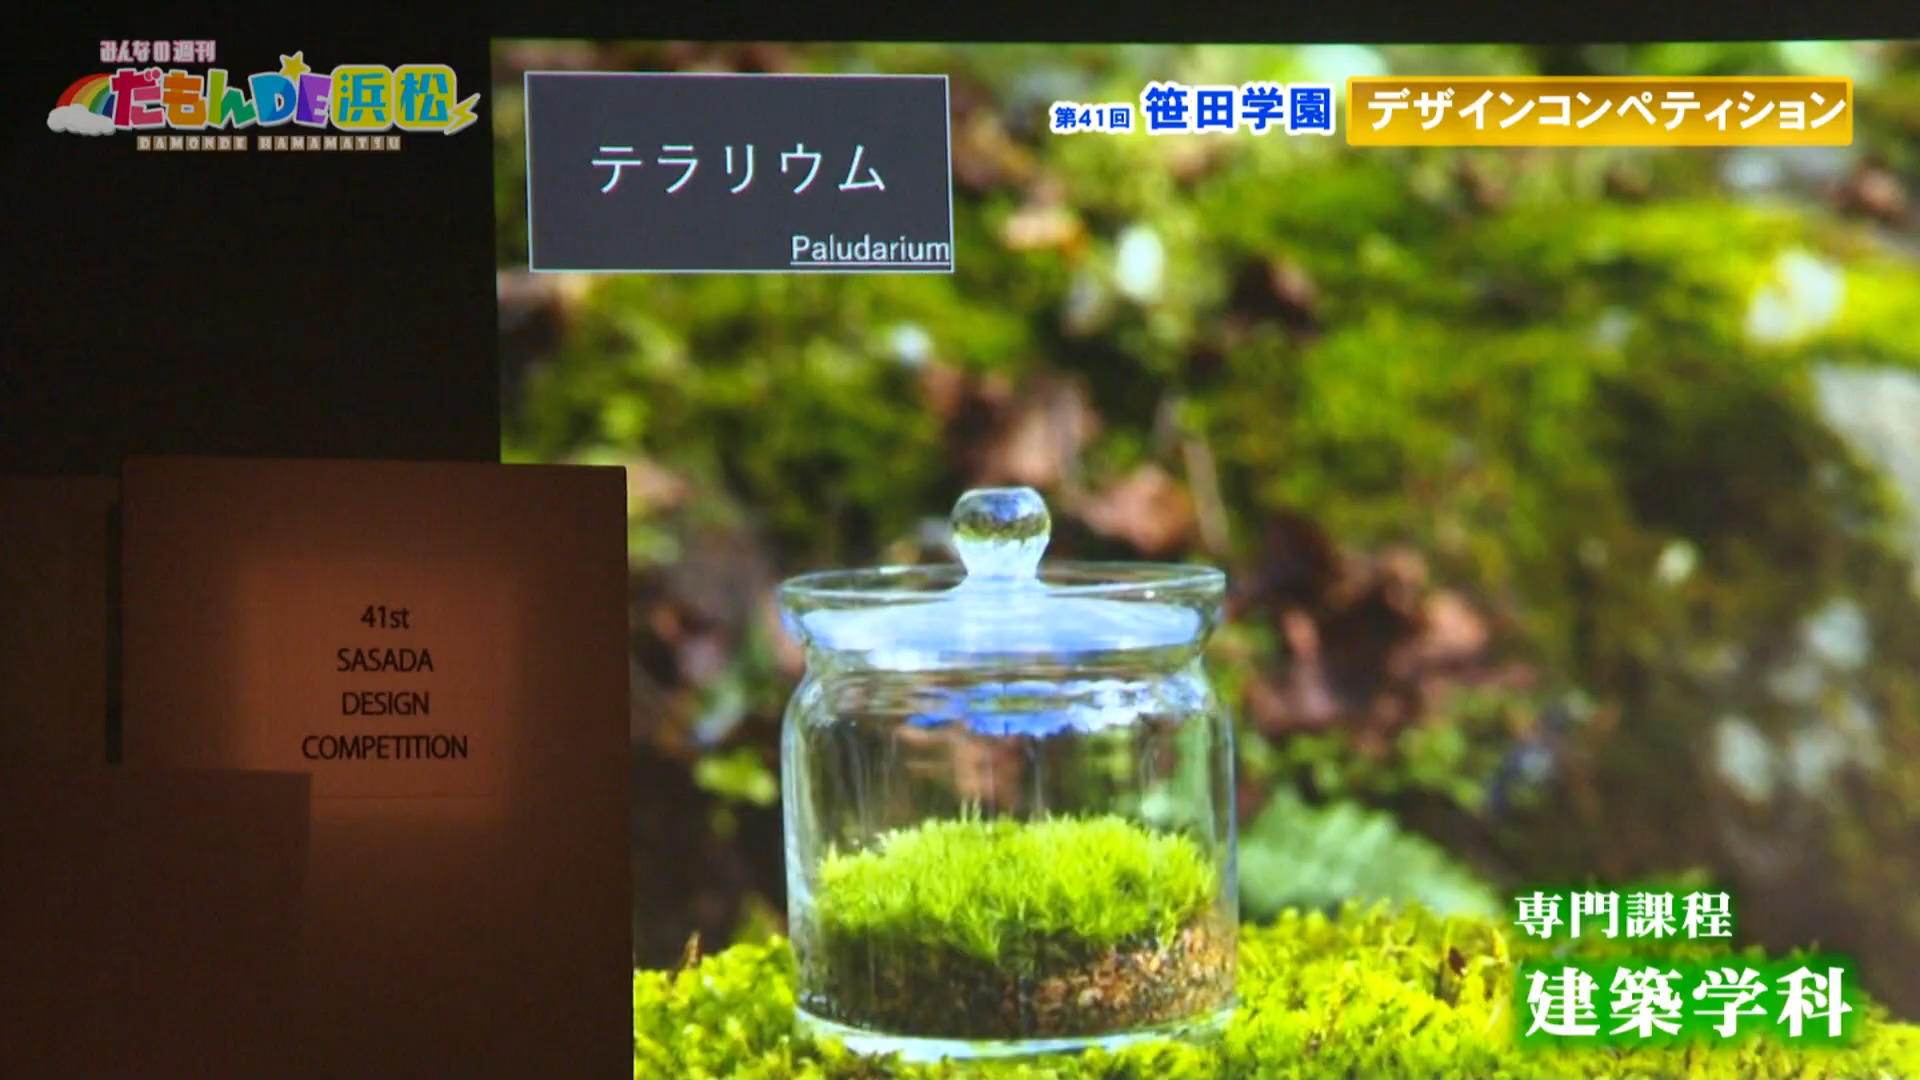 みんなの週刊
だもんDE浜松
DAMONDE HAMAMATSU
テラリウム
Paludarium
第41回 笹田学園 デザインコンペティション
41st
SASADA
DESIGN
COMPETITION
専門課程
建築学科